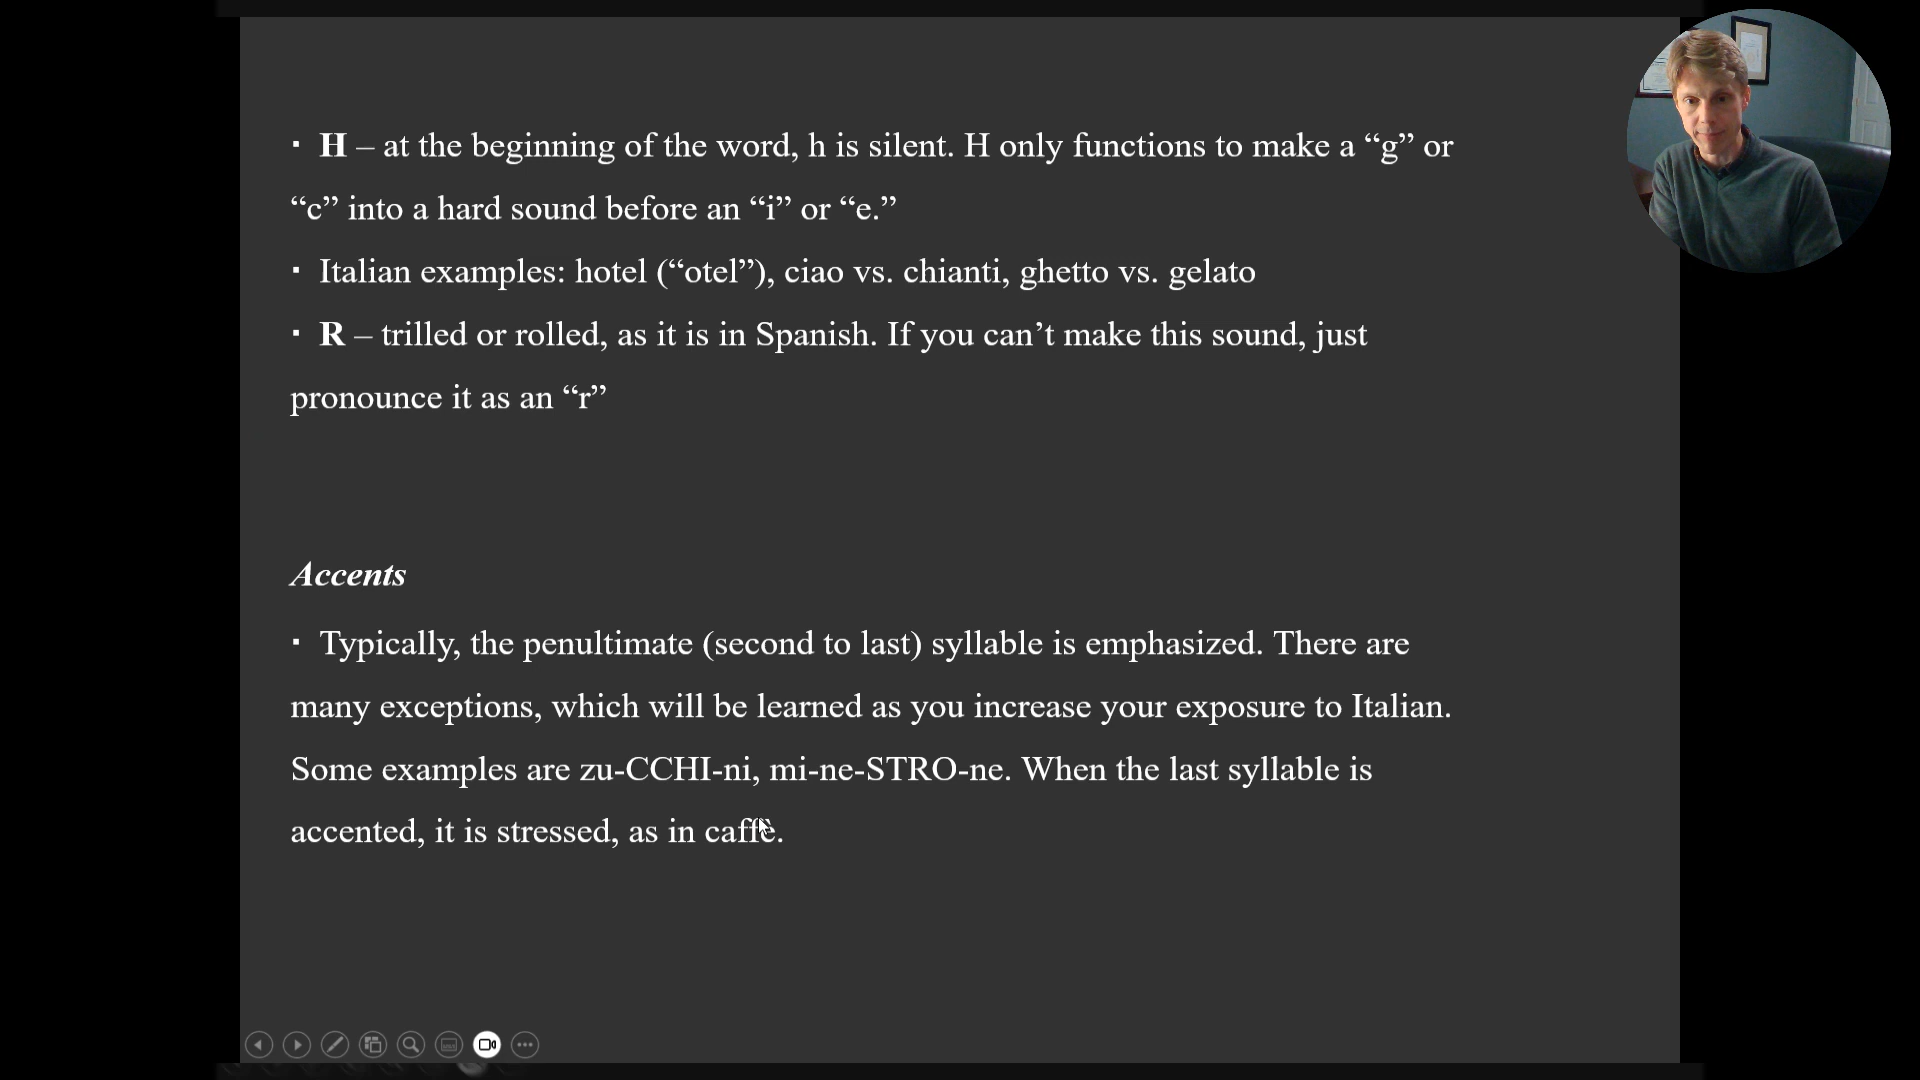 ▪ H – at the beginning of the word, h is silent. H only functions to make a “g” or
“c” into a hard sound before an “i” or “e.”
▪ Italian examples: hotel (“otel”), ciao vs. chianti, ghetto vs. gelato
▪ R – trilled or rolled, as it is in Spanish. If you can’t make this sound, just
pronounce it as an “r”
Accents
▪ Typically, the penultimate (second to last) syllable is emphasized. There are
many exceptions, which will be learned as you increase your exposure to Italian.
Some examples are zu-CCHI-ni, mi-ne-STRO-ne. When the last syllable is
accented, it is stressed, as in caffè.